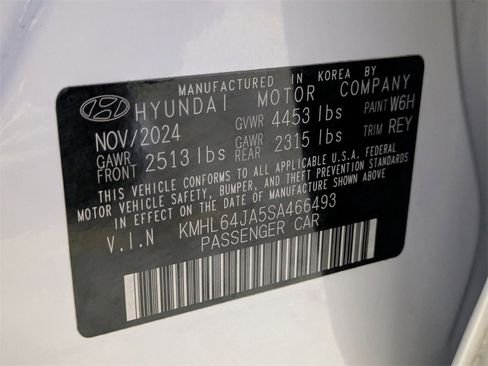 MANUFACTURED IN KOREA BY
HYUNDAI MOTOR COMPANY
NOV/2024 GVWR 4453 lbs PAINT W6H
GAWR FRONT 2513 lbs GAWR REAR 2315 lbs TRIM REY
THIS VEHICLE CONFORMS TO ALL APPLICABLE U.S.A. FEDERAL
MOTOR VEHICLE SAFETY, BUMPER, AND THEFT PREVENTION STANDARDS
IN EFFECT ON THE DATE OF MANUFACTURE SHOWN ABOVE.
V.I.N KMHL64JA5SA466493
PASSENGER CAR